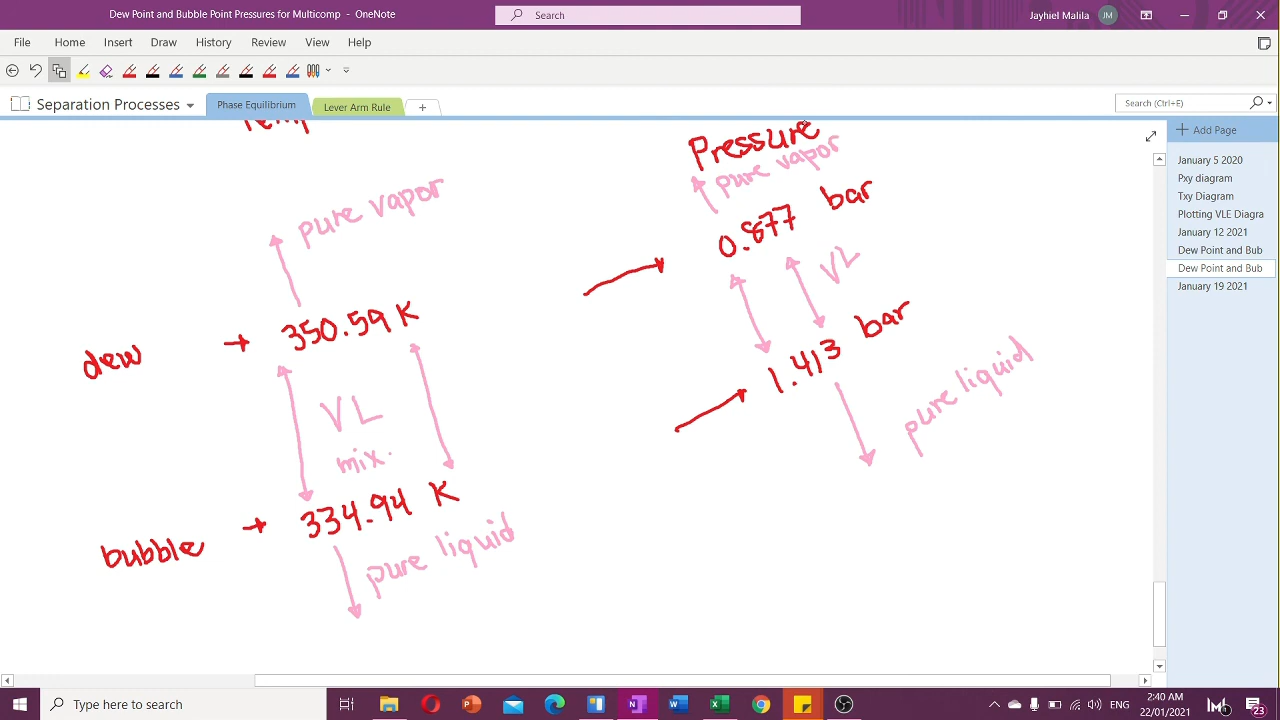 Dew Point and Bubble Point Pressures for Multicomp - OneNote
Search
Jayhiel Malila
JM
File Home Insert Draw History Review View Help
Separation Processes
Phase Equilibrium
Lever Arm Rule
Search (Ctrl+E)
Add Page
January 5 2020
Pxy diagram
Txy Diagram
Plotting VLE Diagra
January 12 2021
Dew Point and Bub
Dew Point and Bub
January 19 2021
Temp
pure vapor
dew → 350.59 K
VL
mix.
bubble → 334.94 K
pure liquid
Pressure
pure vapor
0.877 bar
VL
1.413 bar
pure liquid
Type here to search
ENG
2:40 AM
22/01/2021
23